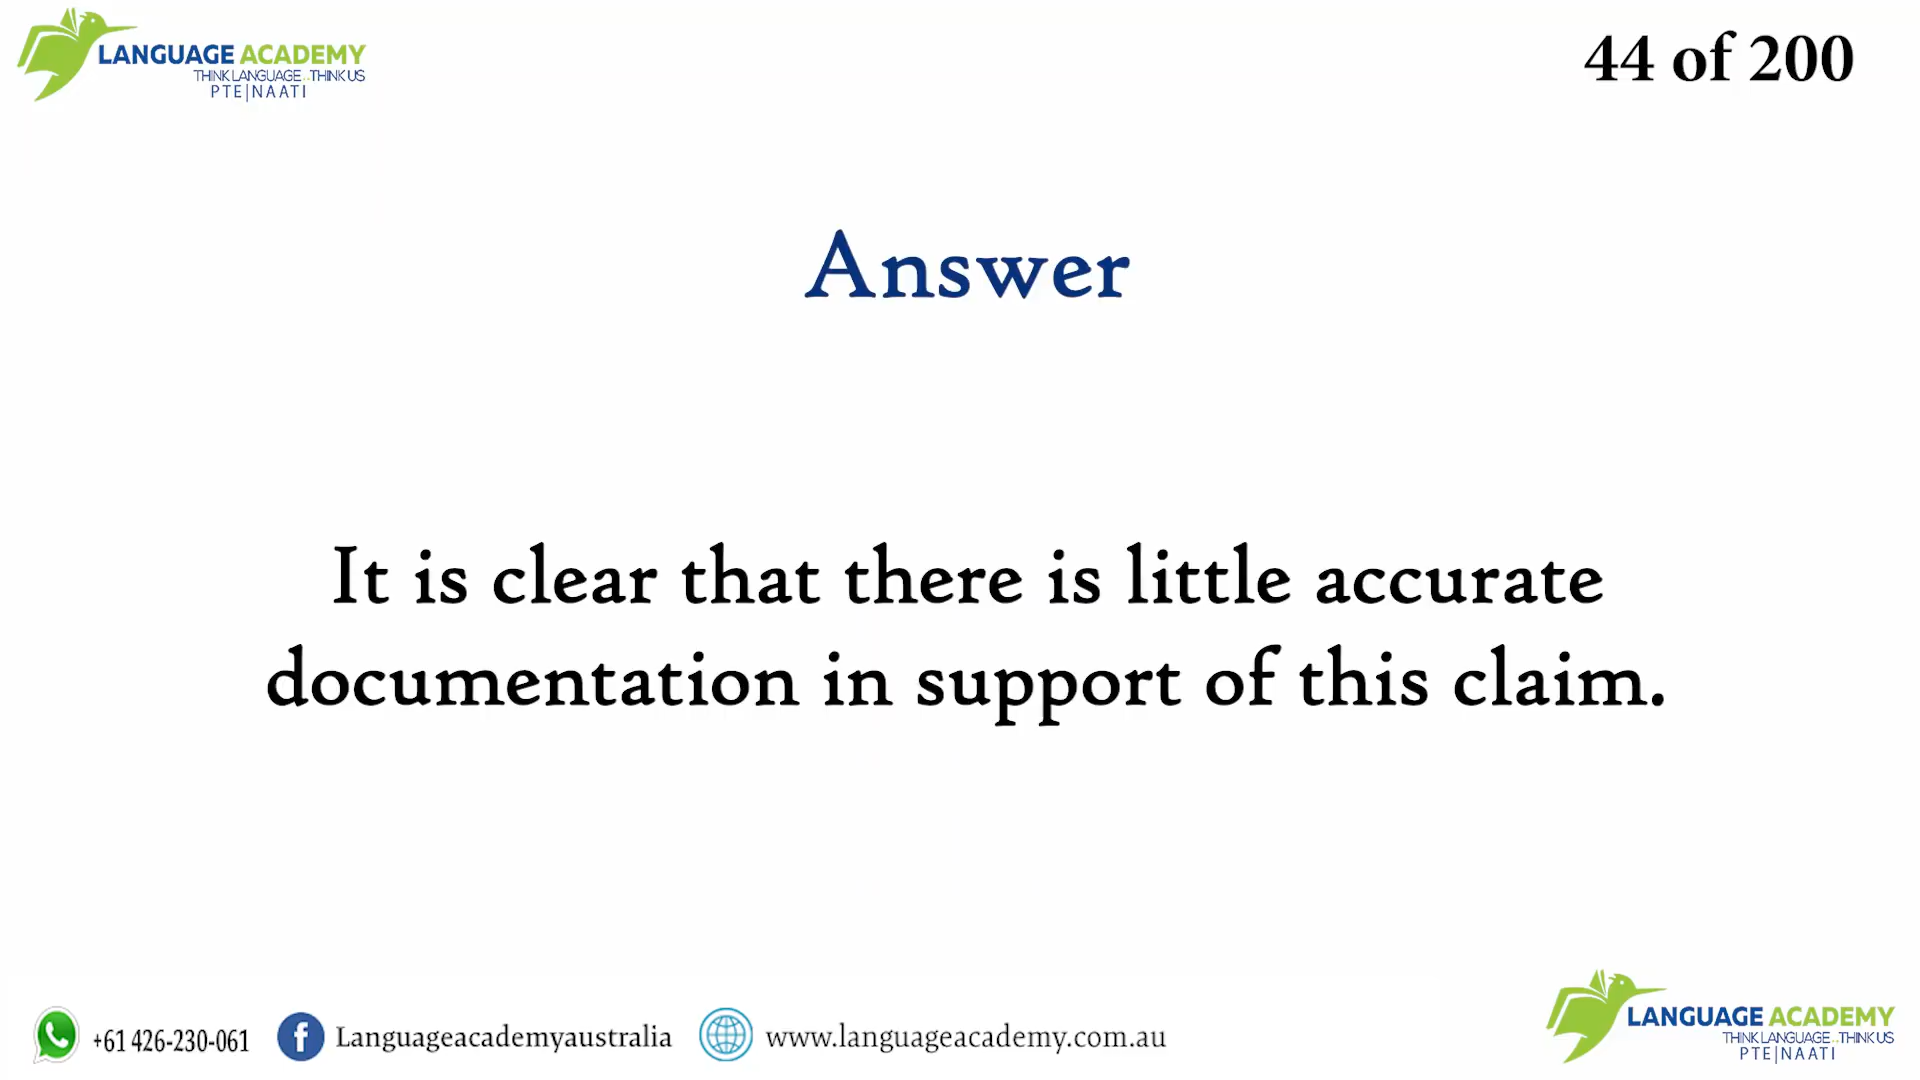 LANGUAGE ACADEMY
THINK LANGUAGE..THINK US
PTE|NAATI
44 of 200
Answer
It is clear that there is little accurate
documentation in support of this claim.
+61 426-230-061
f
Languageacademyaustralia
www.languageacademy.com.au
LANGUAGE ACADEMY
THINK LANGUAGE..THINK US
PTE|NAATI